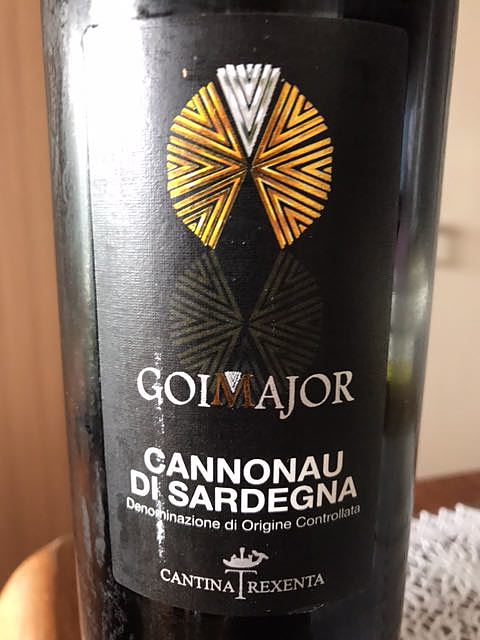 GOIMAJOR
CANNONAU
DI SARDEGNA
Denominazione di Origine Controllata
CANTINA TREXENTA